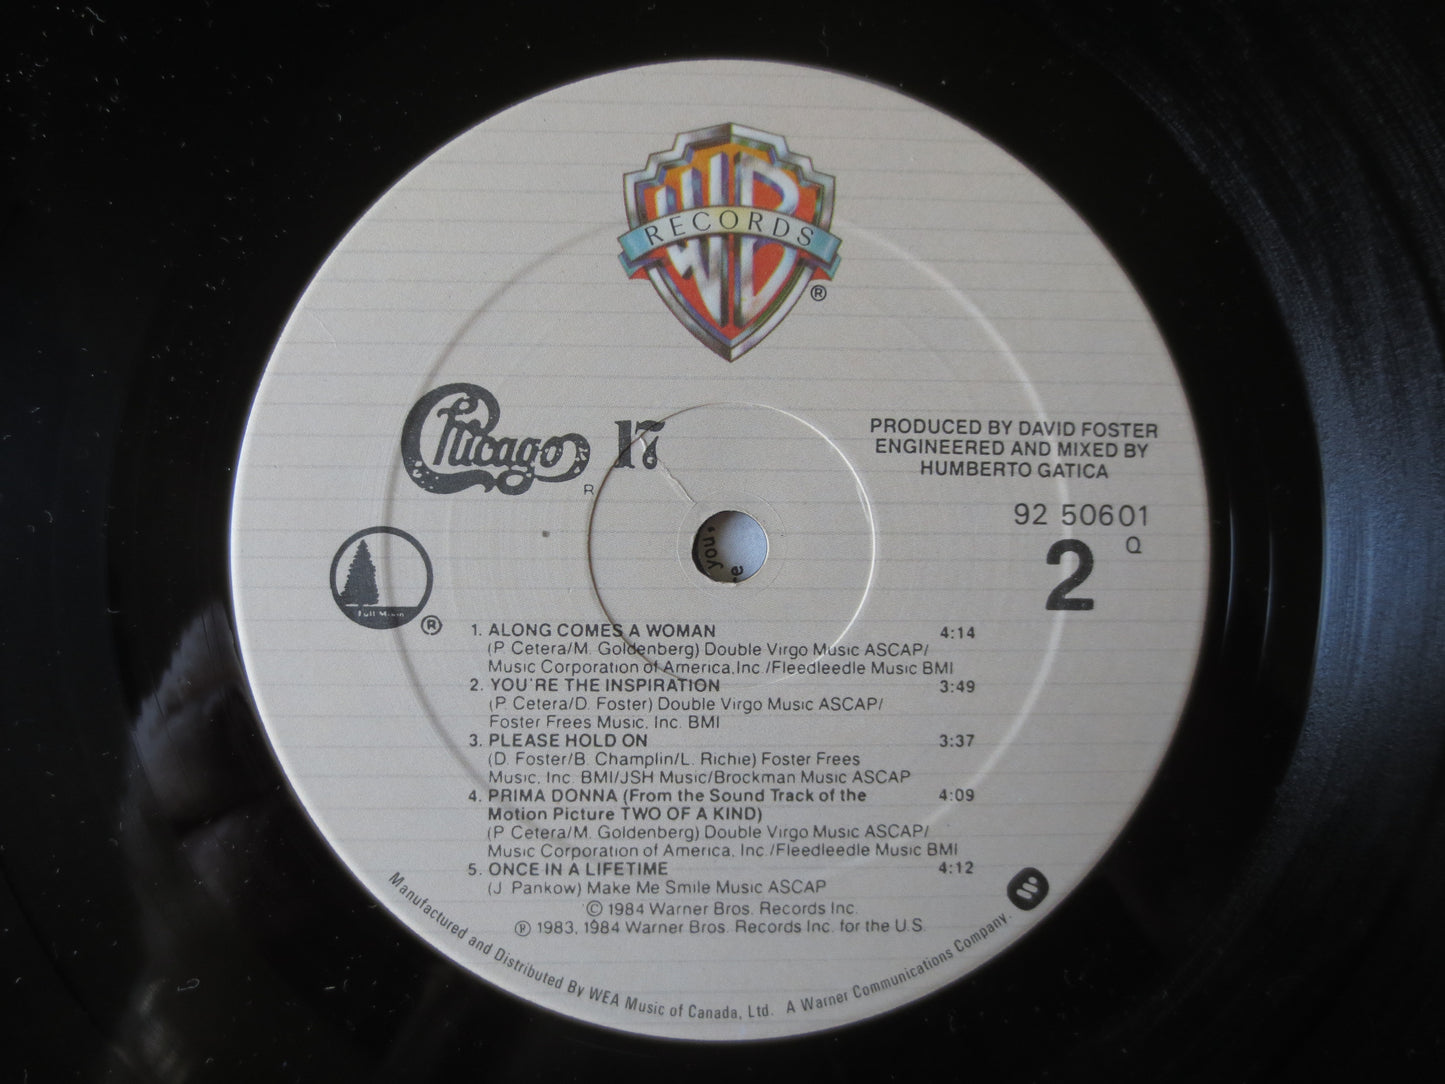 WB
RECORDS
®
Chicago 17
R
PRODUCED BY DAVID FOSTER
ENGINEERED AND MIXED BY
HUMBERTO GATICA
92 50601
Q
2
Full Moon
®
you,
e
1. ALONG COMES A WOMAN 4:14
(P. Cetera/M. Goldenberg) Double Virgo Music ASCAP/
Music Corporation of America, Inc./Fleedleedle Music BMI
2. YOU'RE THE INSPIRATION 3:49
(P. Cetera/D. Foster) Double Virgo Music ASCAP/
Foster Frees Music, Inc. BMI
3. PLEASE HOLD ON 3:37
(D. Foster/B. Champlin/L. Richie) Foster Frees
Music, Inc. BMI/JSH Music/Brockman Music ASCAP
4. PRIMA DONNA (From the Sound Track of the 4:09
Motion Picture TWO OF A KIND)
(P. Cetera/M. Goldenberg) Double Virgo Music ASCAP/
Music Corporation of America, Inc./Fleedleedle Music BMI
5. ONCE IN A LIFETIME 4:12
(J. Pankow) Make Me Smile Music ASCAP
© 1984 Warner Bros. Records Inc.
℗ 1983, 1984 Warner Bros. Records Inc. for the U.S.
Manufactured and Distributed By WEA Music of Canada, Ltd. A Warner Communications Company.